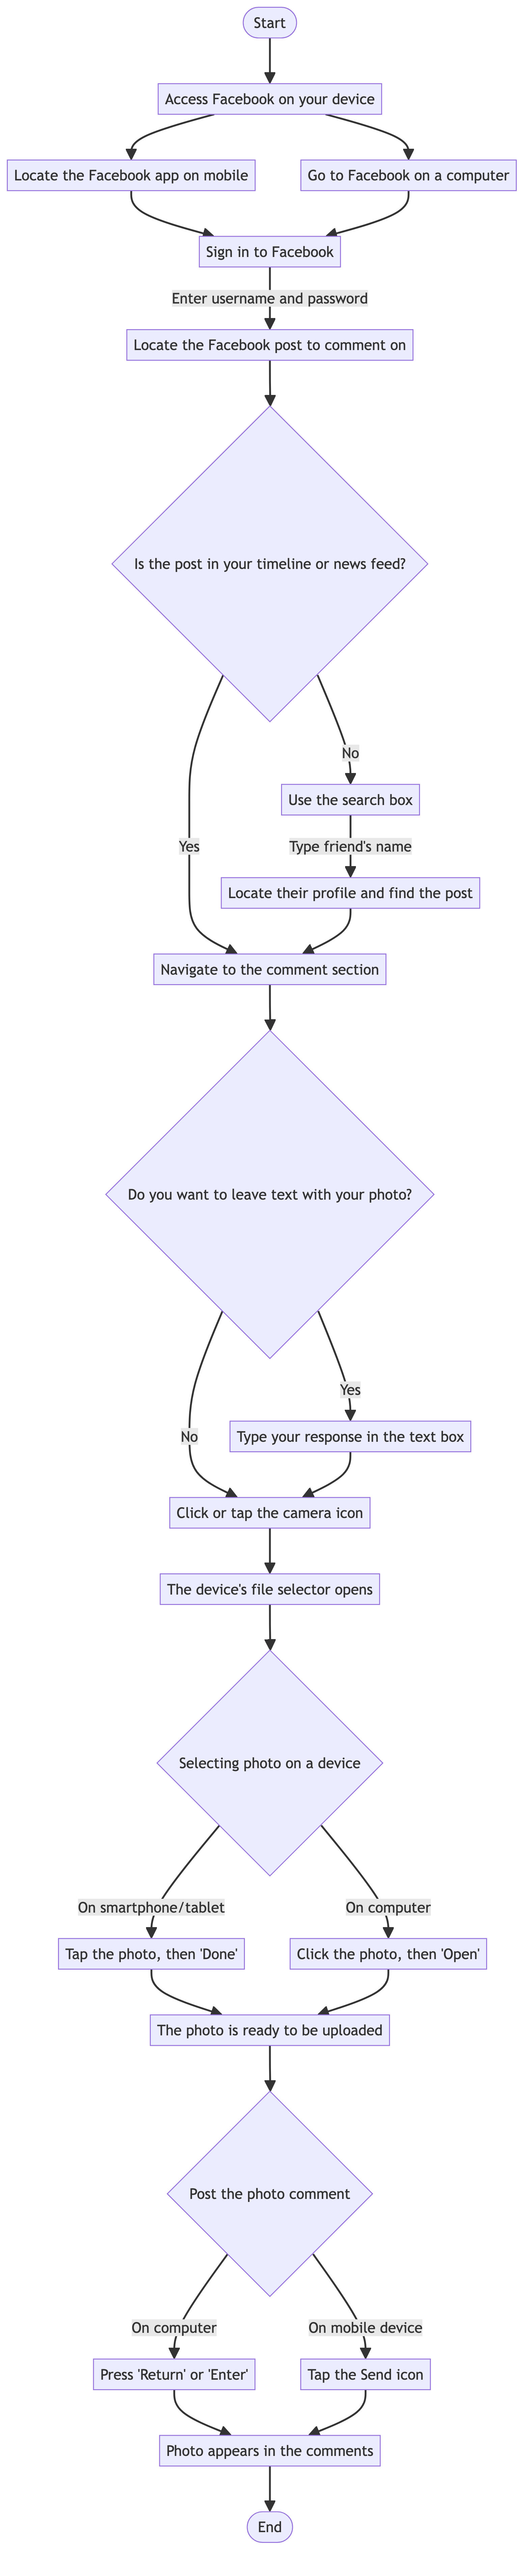 Start
Access Facebook on your device
Locate the Facebook app on mobile
Go to Facebook on a computer
Sign in to Facebook
Enter username and password
Locate the Facebook post to comment on
Is the post in your timeline or news feed?
No
Use the search box
Yes
Type friend's name
Locate their profile and find the post
Navigate to the comment section
Do you want to leave text with your photo?
Yes
No
Type your response in the text box
Click or tap the camera icon
The device's file selector opens
Selecting photo on a device
On smartphone/tablet
On computer
Tap the photo, then 'Done'
Click the photo, then 'Open'
The photo is ready to be uploaded
Post the photo comment
On computer
On mobile device
Press 'Return' or 'Enter'
Tap the Send icon
Photo appears in the comments
End